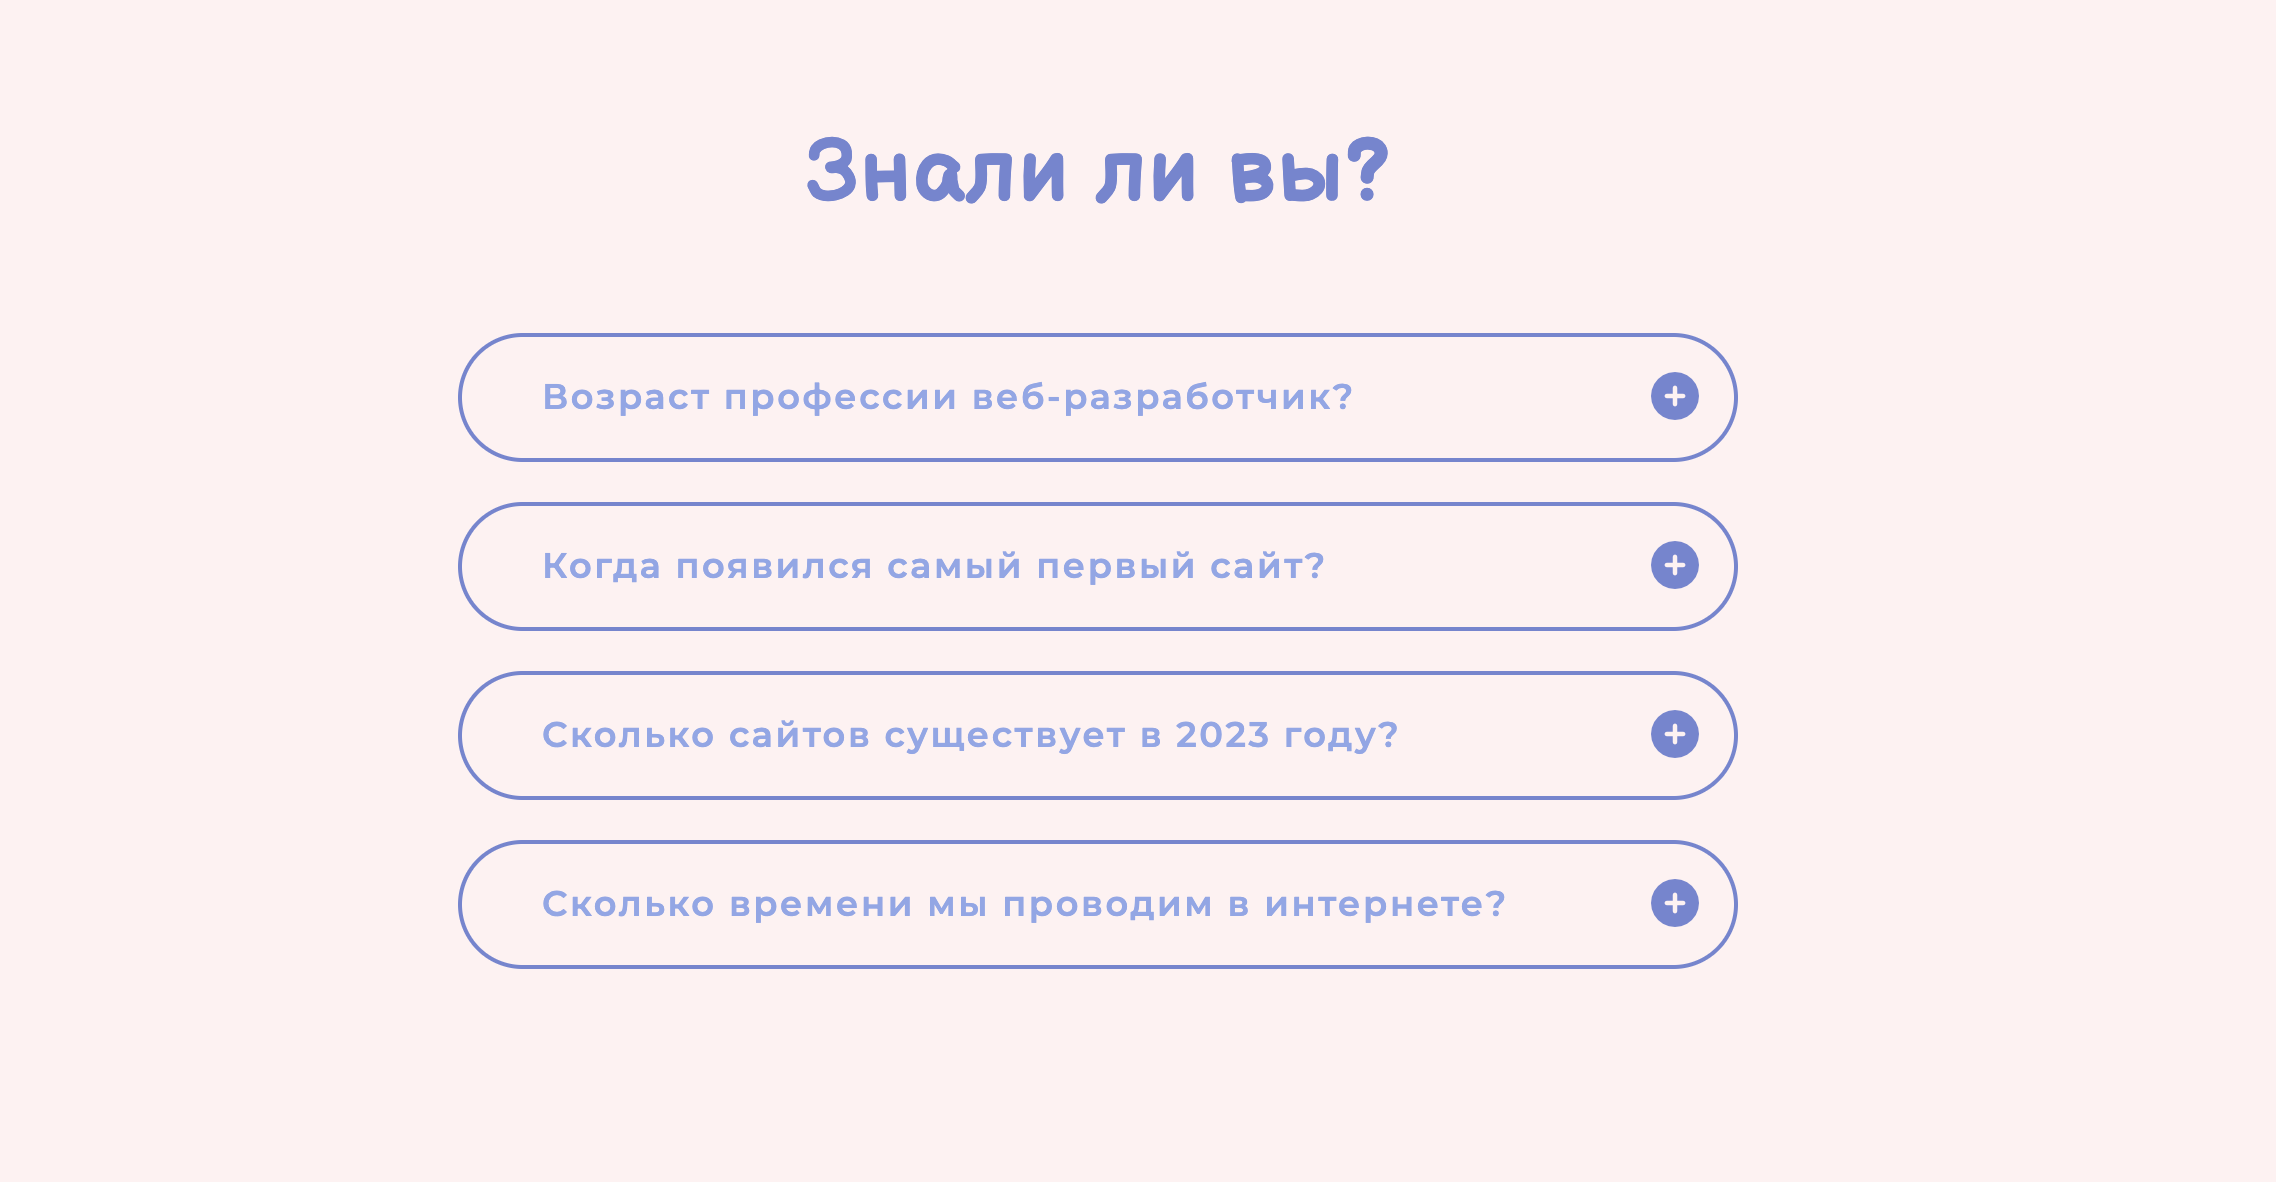 Знали ли вы?
Возраст профессии веб-разработчик?
Когда появился самый первый сайт?
Сколько сайтов существует в 2023 году?
Сколько времени мы проводим в интернете?